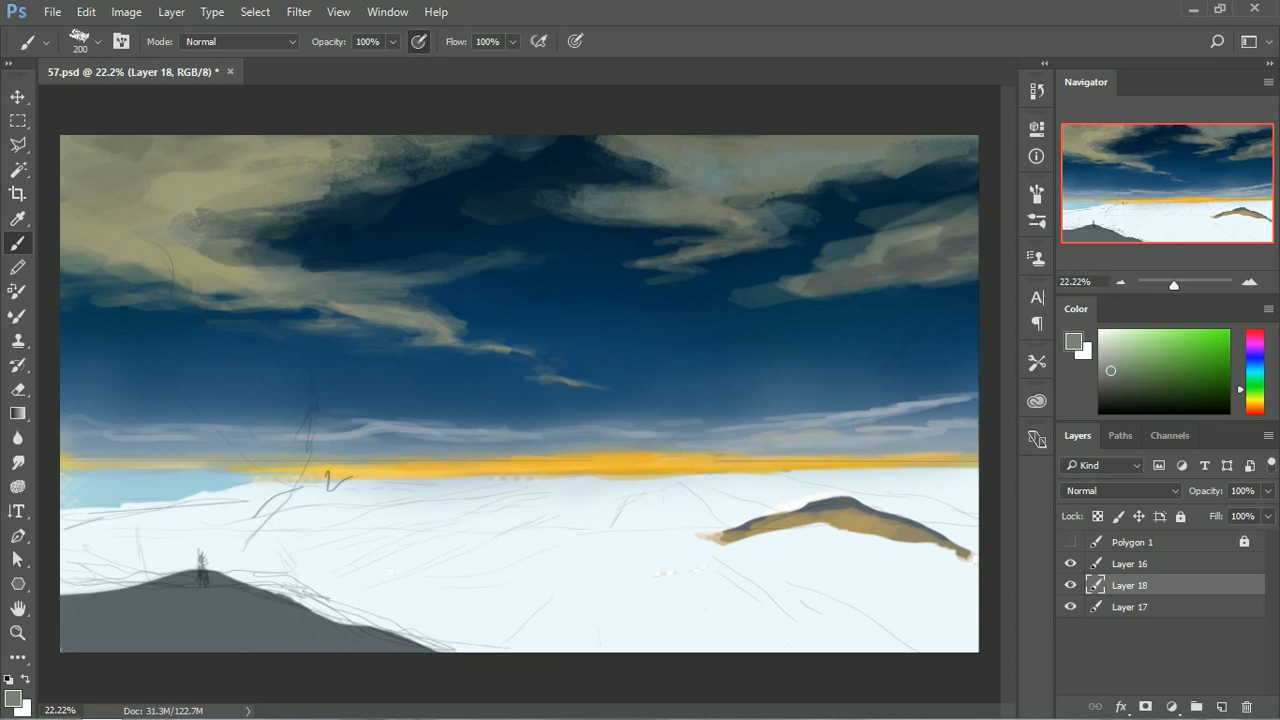 Ps File Edit Image Layer Type Select Filter View Window Help
200 Mode: Normal Opacity: 100% Flow: 100%
57.psd @ 22.2% (Layer 18, RGB/8) * ×
Navigator
22.22%
Color
Layers Paths Channels
Kind
Normal Opacity: 100%
Lock: Fill: 100%
Polygon 1
Layer 16
Layer 18
Layer 17
22.22% Doc: 31.3M/122.7M